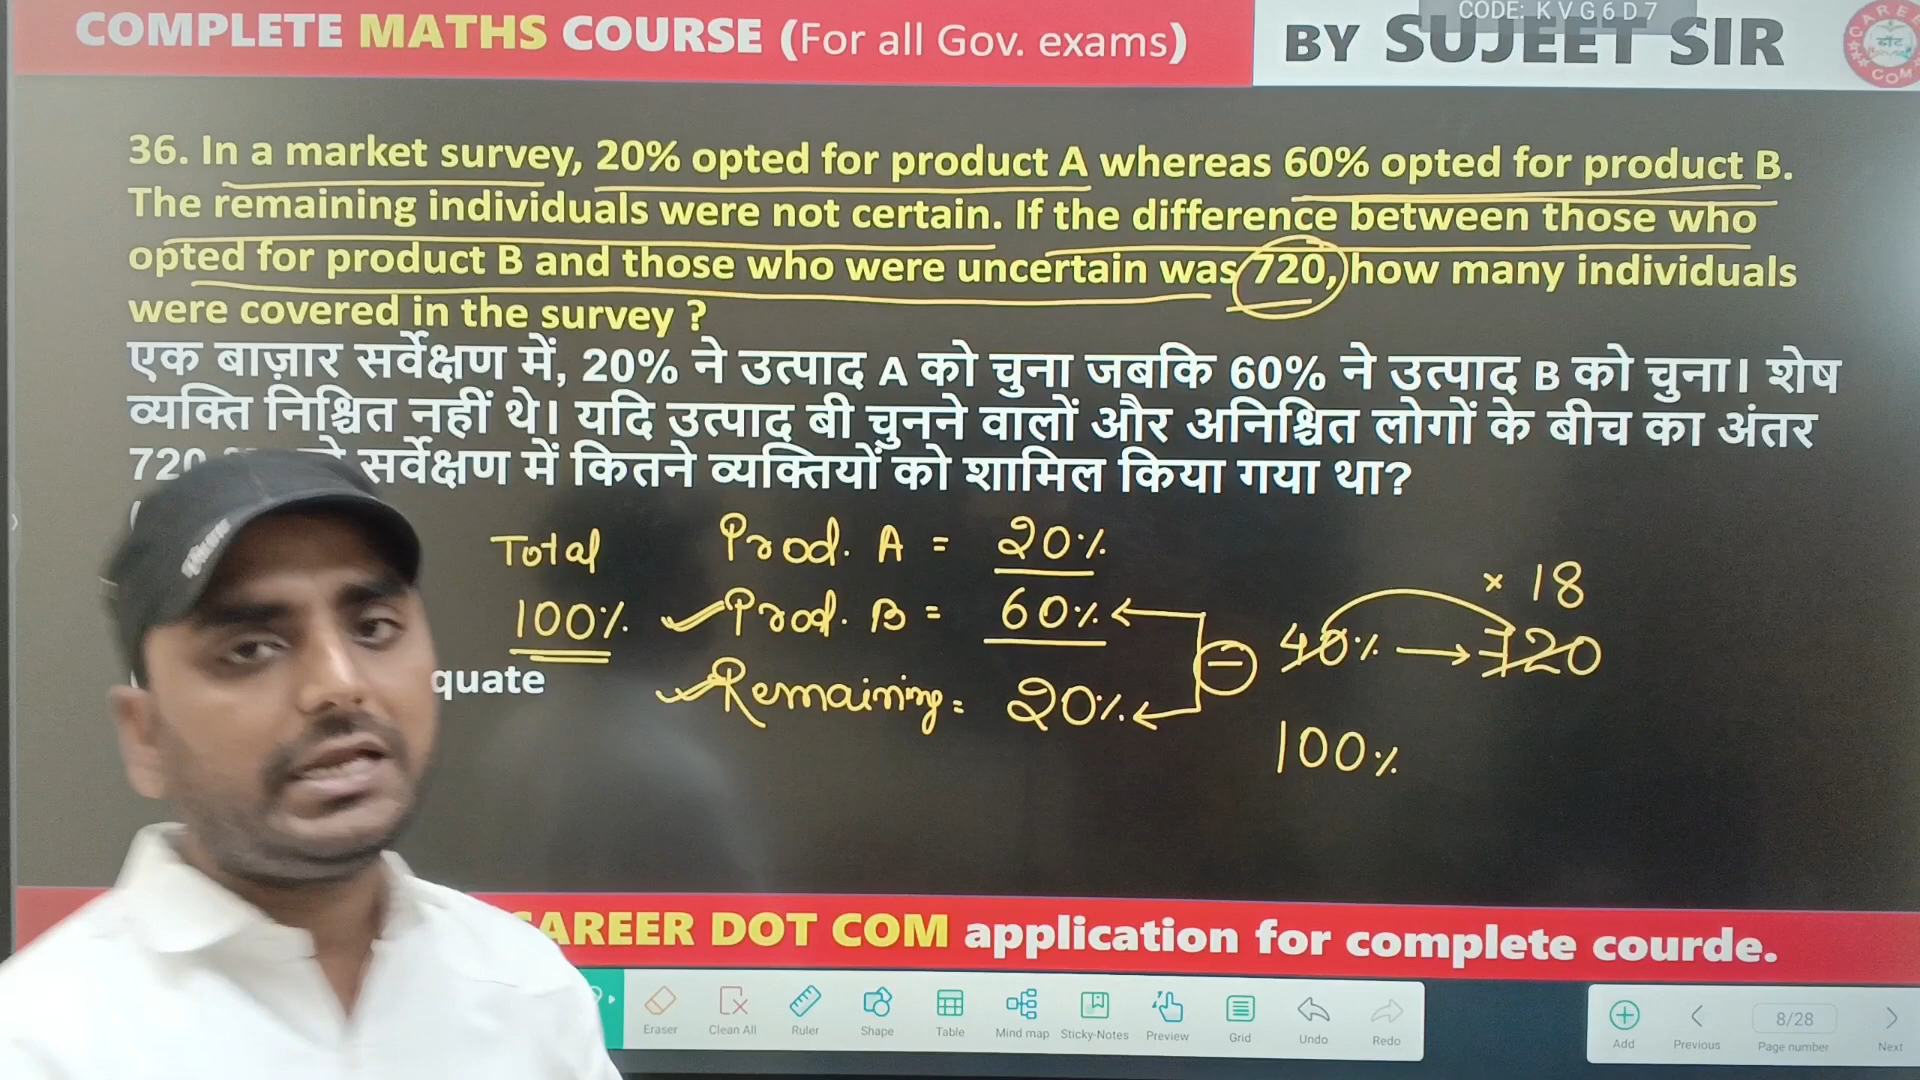 COMPLETE MATHS COURSE (For all Gov. exams)
BY SUJEET SIR
CODE: K V G 6 D 7
36. In a market survey, 20% opted for product A whereas 60% opted for product B.
The remaining individuals were not certain. If the difference between those who
opted for product B and those who were uncertain was 720, how many individuals
were covered in the survey ?
एक बाज़ार सर्वेक्षण में, 20% ने उत्पाद A को चुना जबकि 60% ने उत्पाद B को चुना। शेष
व्यक्ति निश्चित नहीं थे। यदि उत्पाद बी चुनने वालों और अनिश्चित लोगों के बीच का अंतर
720 सर्वेक्षण में कितने व्यक्तियों को शामिल किया गया था?
Total
100%
Prod. A = 20%
Prod. B = 60%
Remaining = 20%
40% → 720
× 18
100%
quate
CAREER DOT COM application for complete courde.
Eraser Clean All Ruler Shape Table Mind map Sticky-Notes Preview Grid Undo Redo
Add Previous 8/28 Page number Next